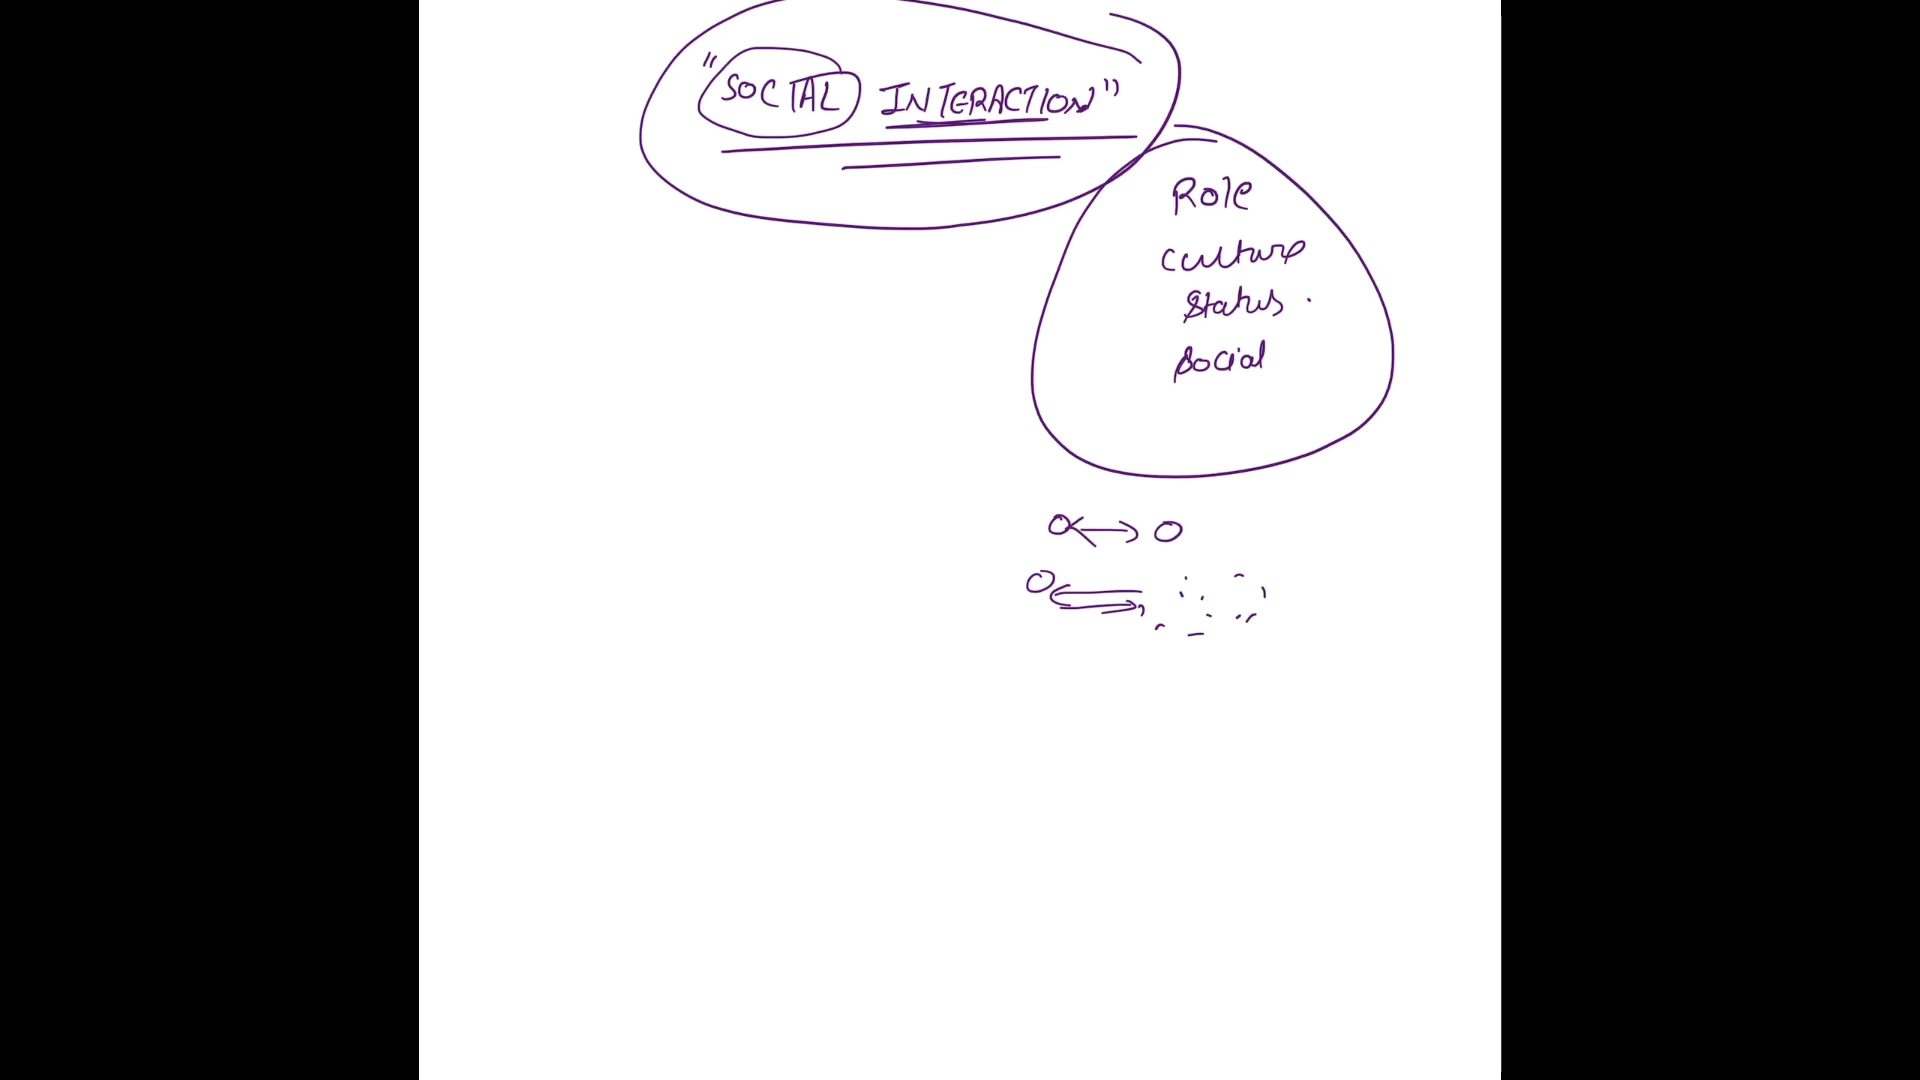 "SOCIAL INTERACTION"
Role
Culture
Status.
Social